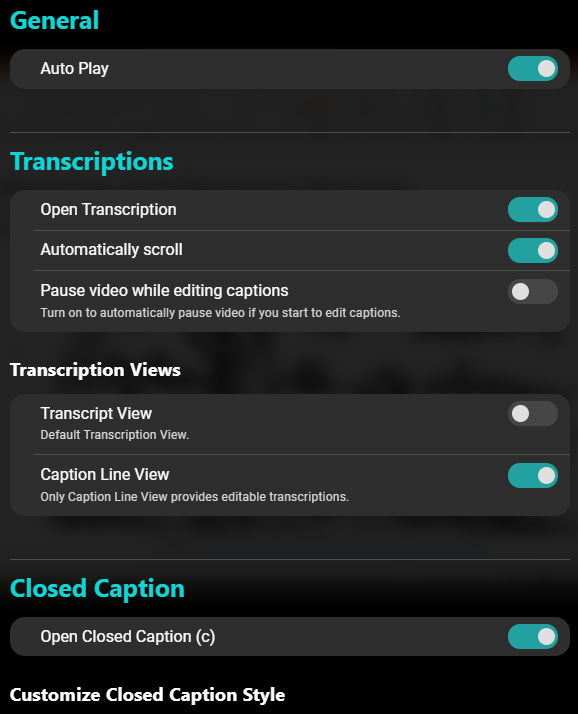 General
Auto Play
Transcriptions
Open Transcription
Automatically scroll
Pause video while editing captions
Turn on to automatically pause video if you start to edit captions.
Transcription Views
Transcript View
Default Transcription View.
Caption Line View
Only Caption Line View provides editable transcriptions.
Closed Caption
Open Closed Caption (c)
Customize Closed Caption Style